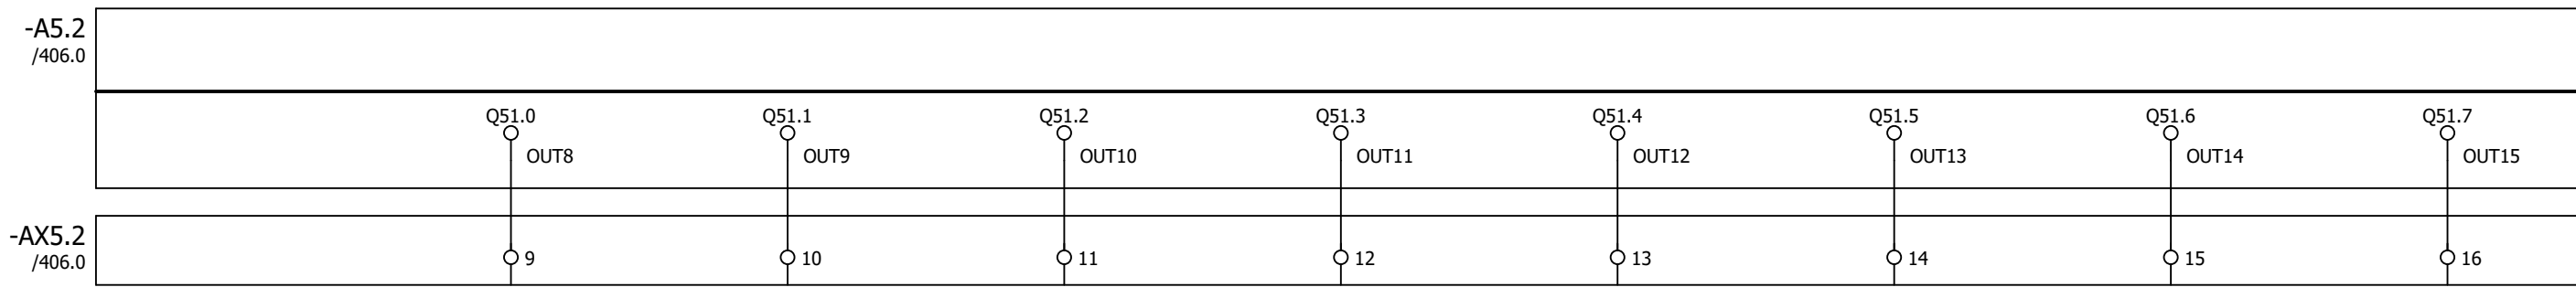 -A5.2
/406.0
Q51.0 Q51.1 Q51.2 Q51.3 Q51.4 Q51.5 Q51.6 Q51.7
OUT8 OUT9 OUT10 OUT11 OUT12 OUT13 OUT14 OUT15
-AX5.2
/406.0
9 10 11 12 13 14 15 16